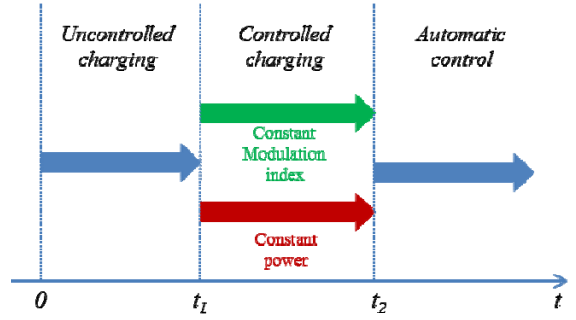 Uncontrolled charging
Controlled charging
Automatic control
Constant
Modulation
index
Constant
power
0
t1
t2
t